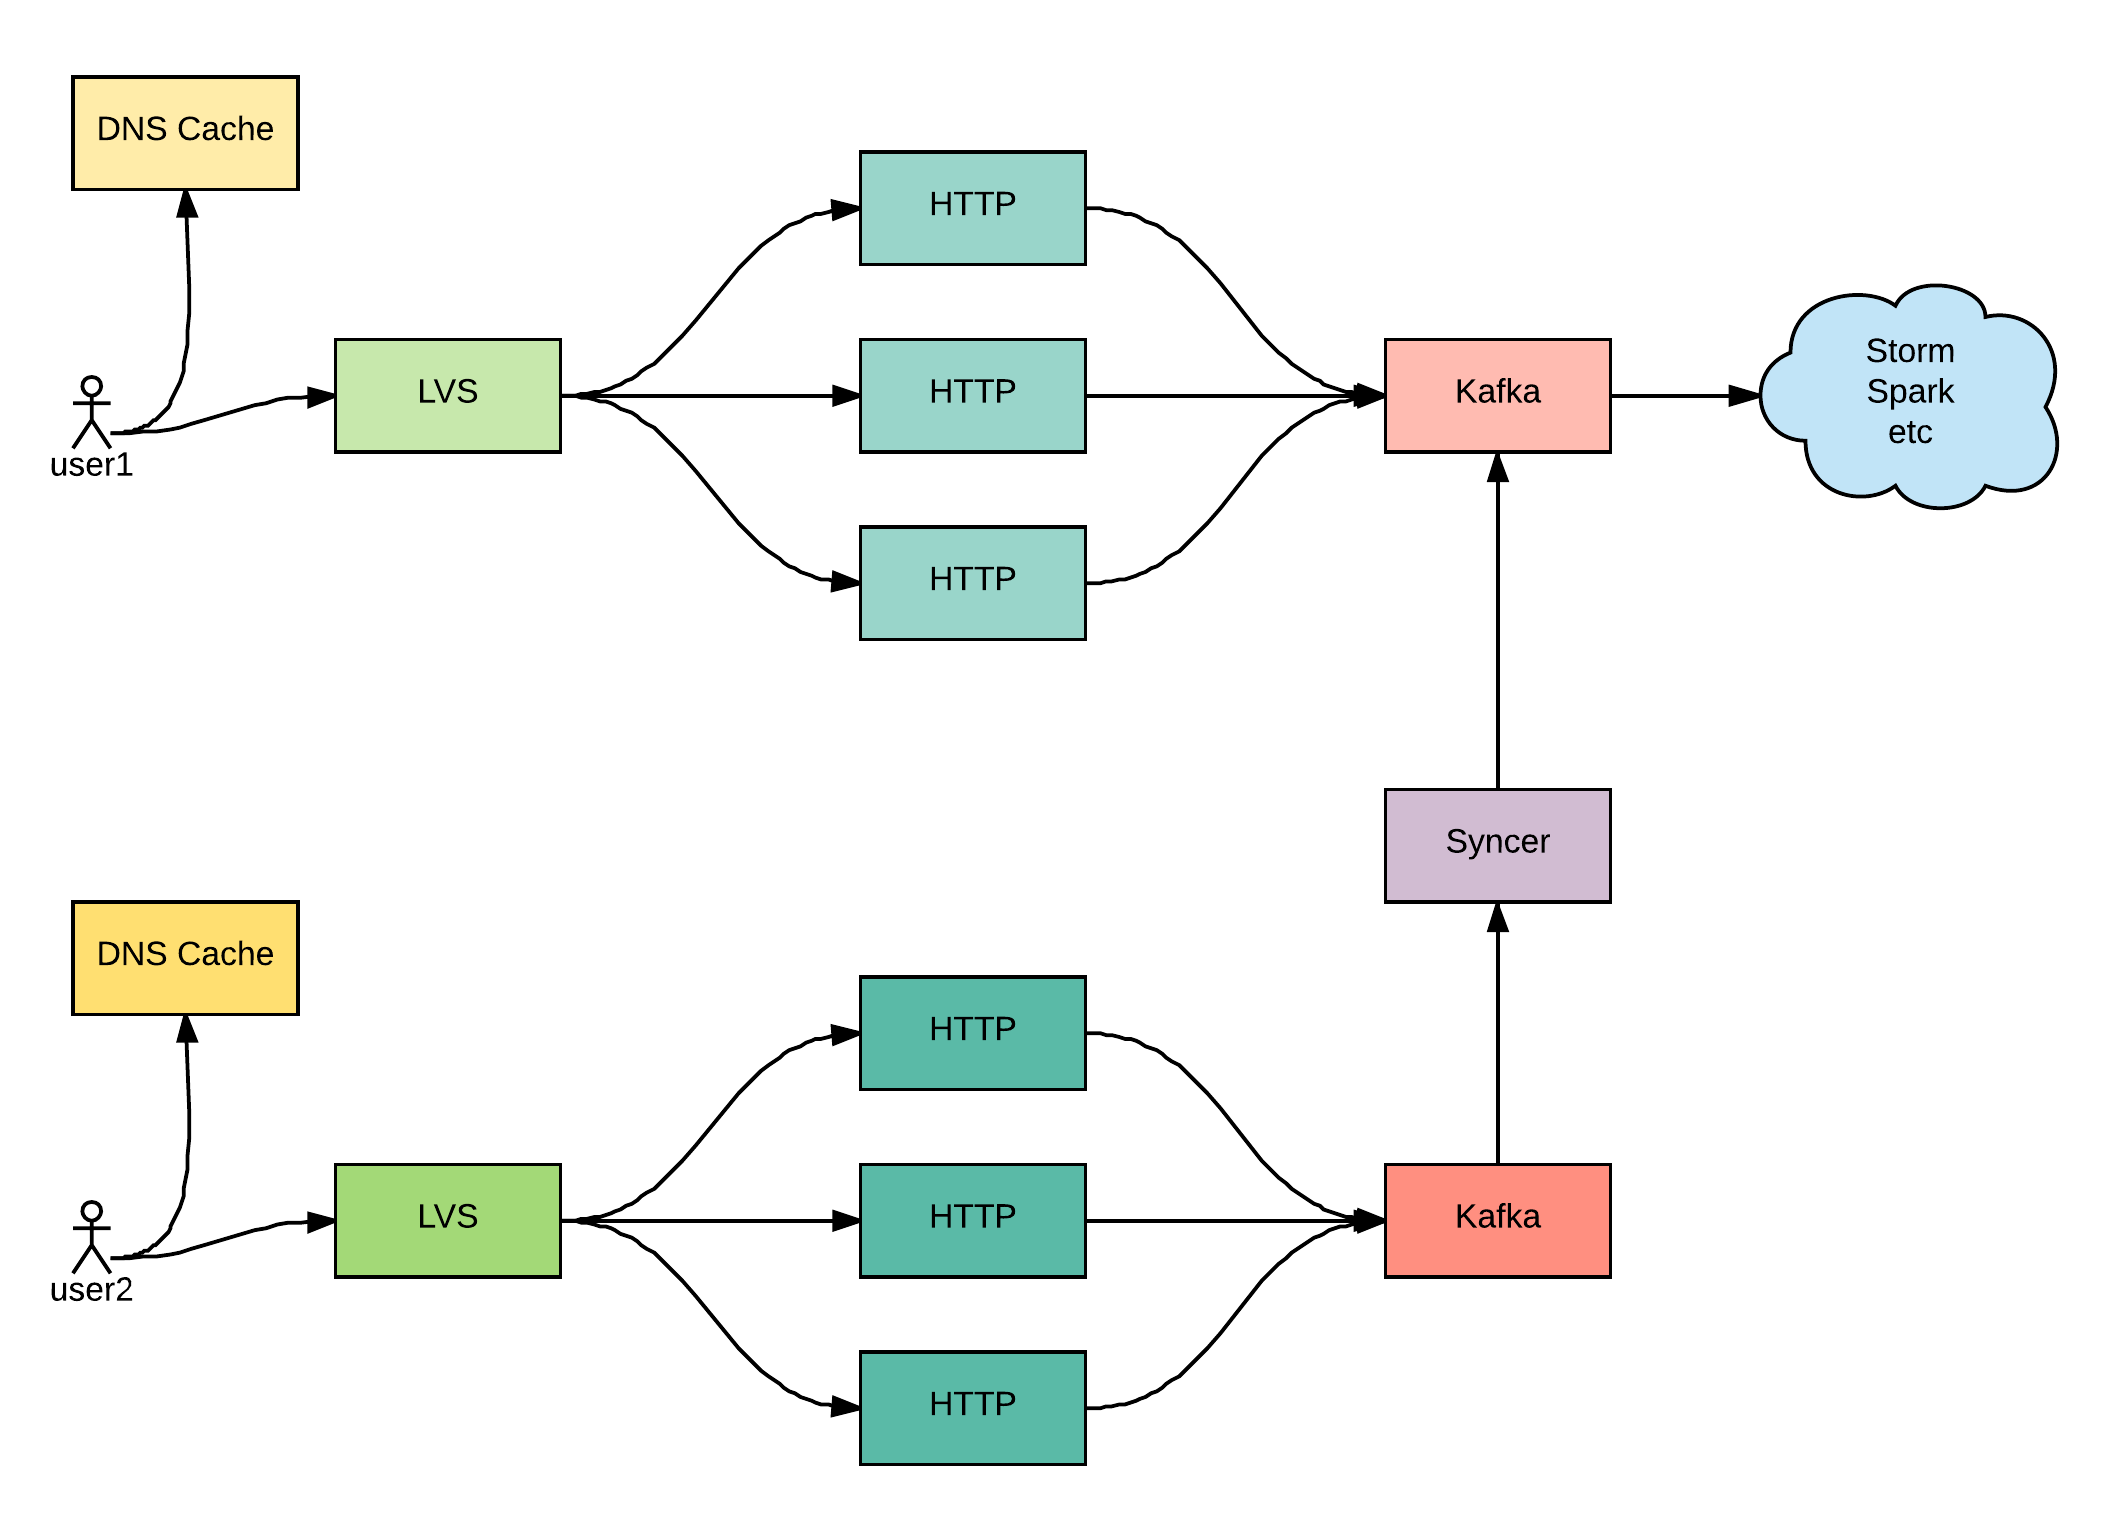 DNS Cache
HTTP
LVS
HTTP
Kafka
Storm
Spark
etc
user1
HTTP
Syncer
DNS Cache
HTTP
LVS
HTTP
Kafka
user2
HTTP